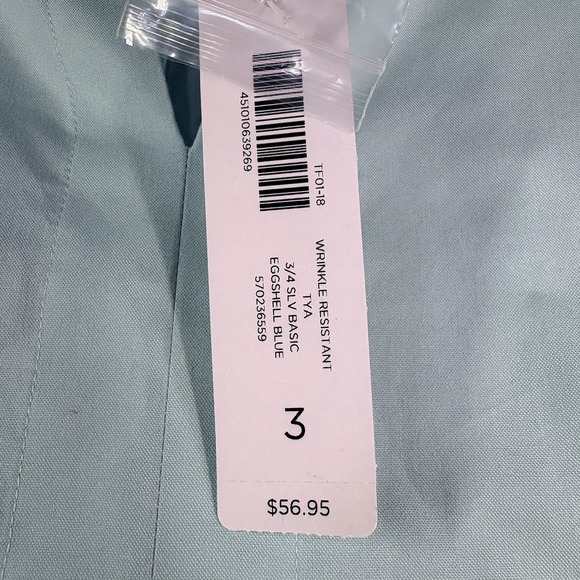 451010639269
TF01-18
WRINKLE RESISTANT
TYA
3/4 SLV BASIC
EGGSHELL BLUE
570236559
3
$56.95